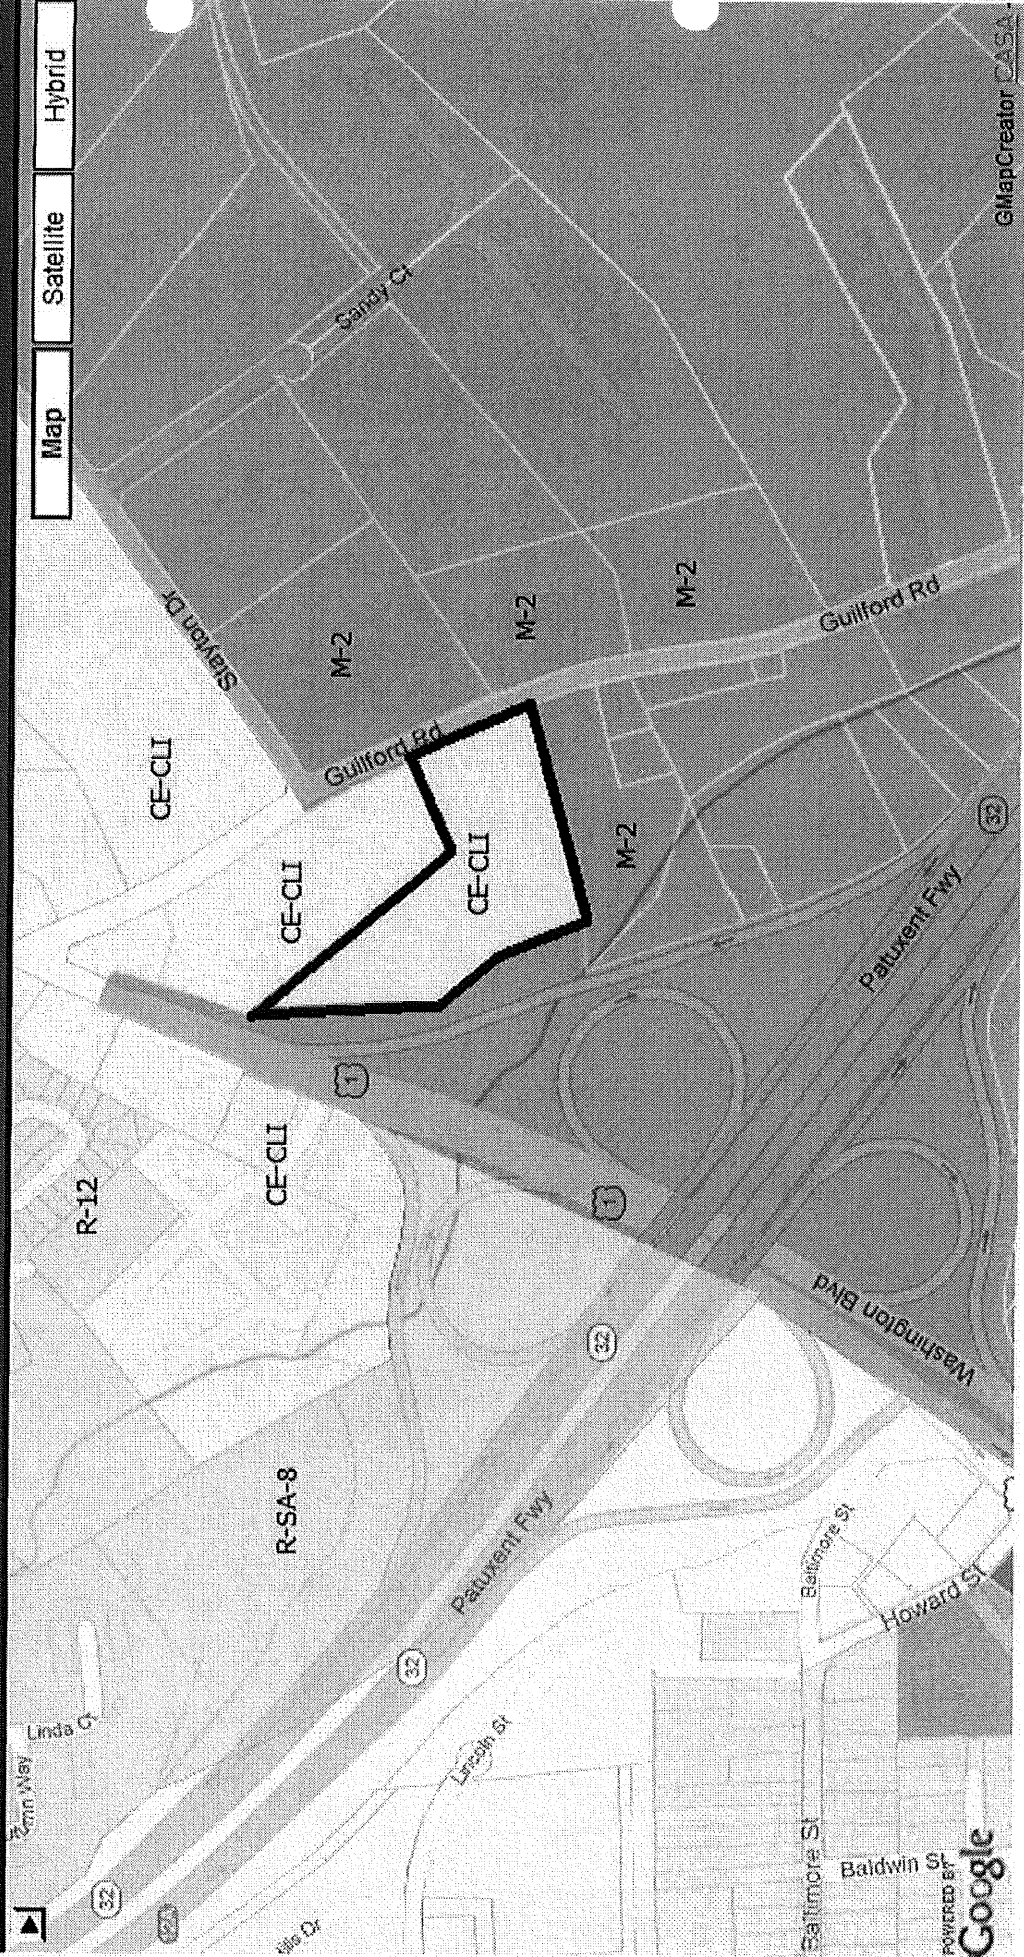 Map
Satellite
Hybrid
Linda Ct
R-12
CE-CLI
Stayton Dr
Sandy Ct
R-SA-8
CE-CLI
CE-CLI
Guilford Rd
M-2
1
32
32
Patuxent Fwy
Lincoln St
CE-CLI
M-2
32
1
M-2
M-2
Baltimore St
Baltimore St
Howard St
Washington Blvd
Patuxent Fwy
Guilford Rd
32
Baldwin St
POWERED BY
Google
GMapCreator CASA